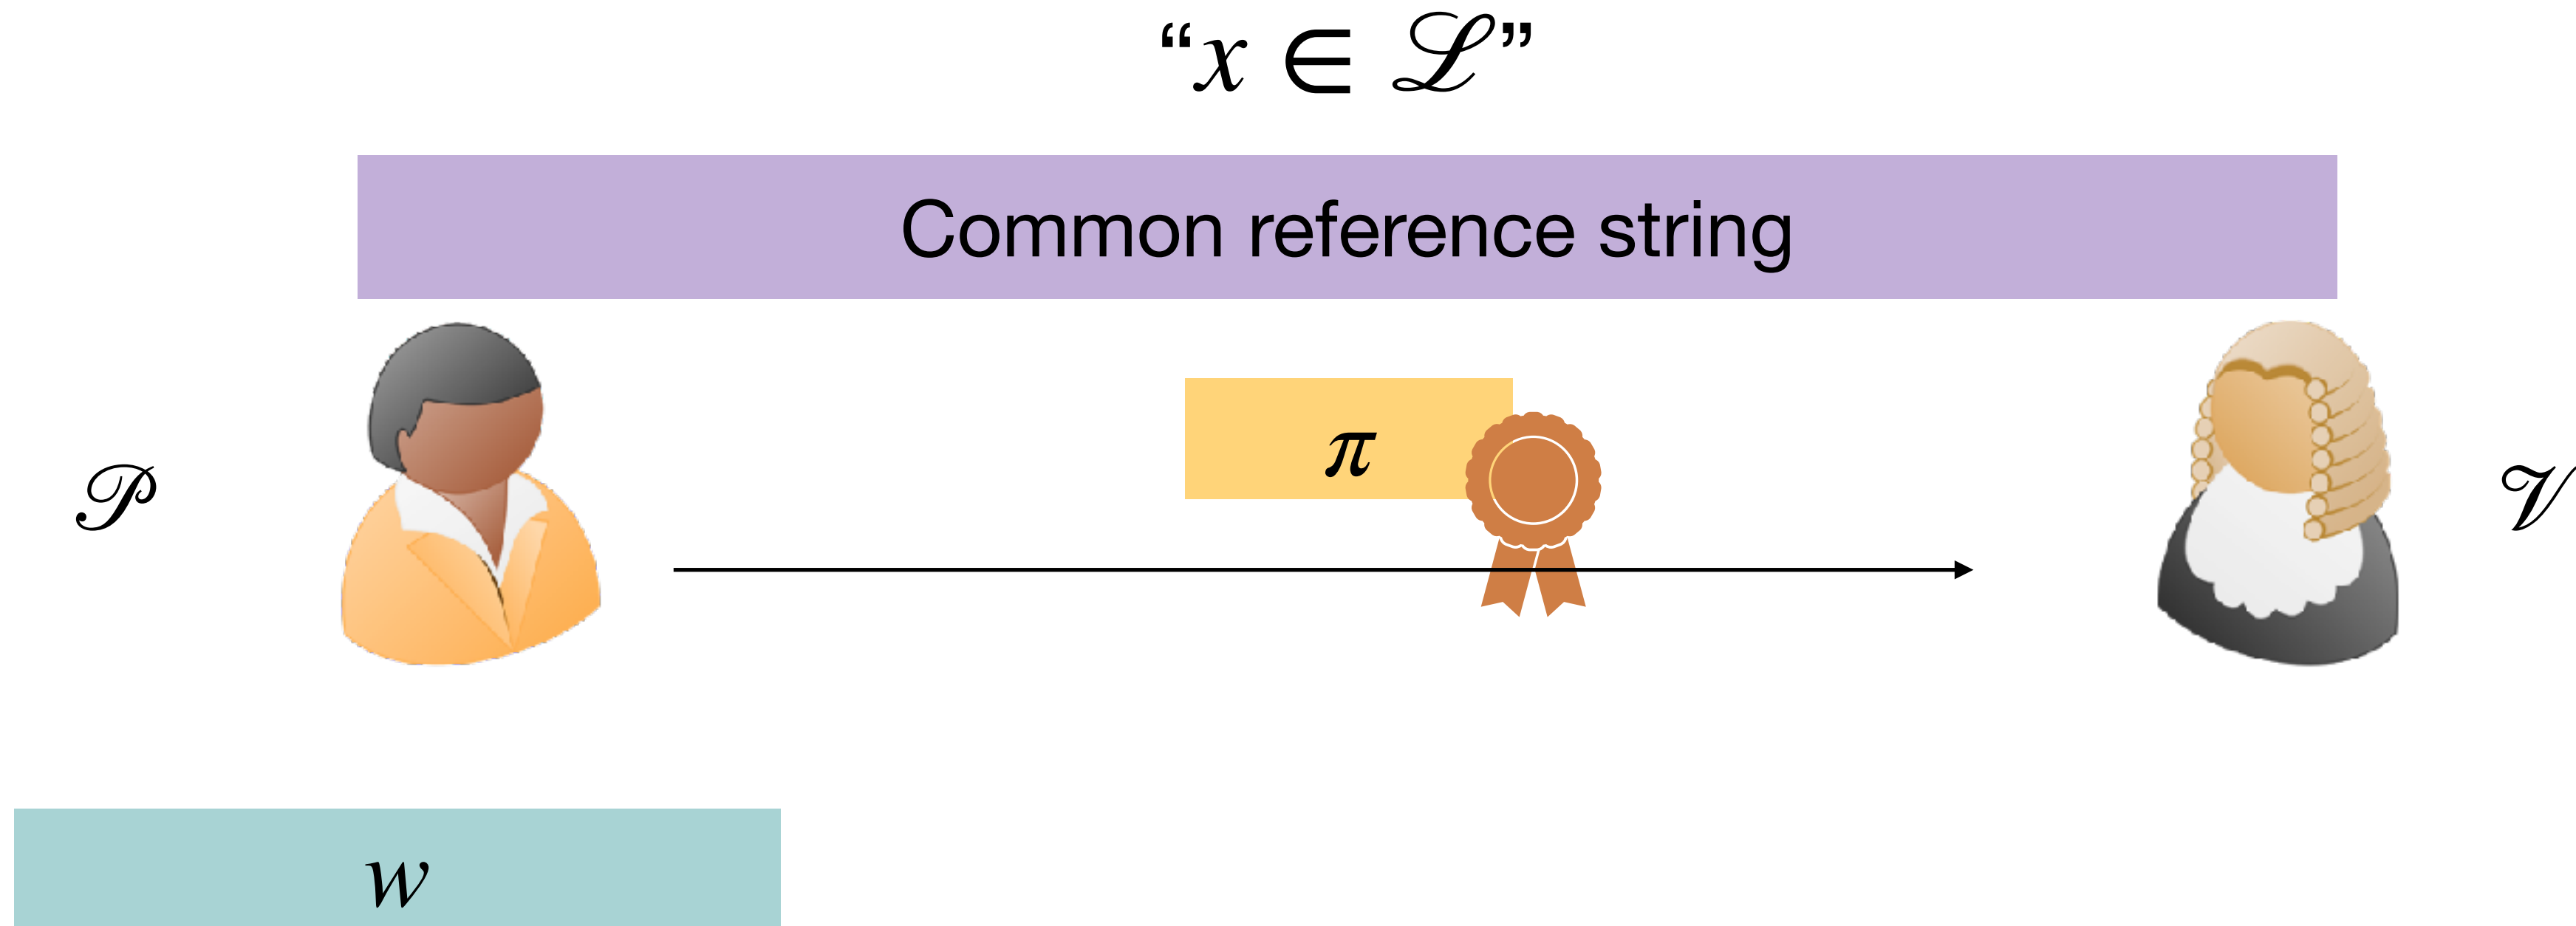 “x ∈ ℒ”
Common reference string
π
𝒫
𝒱
w